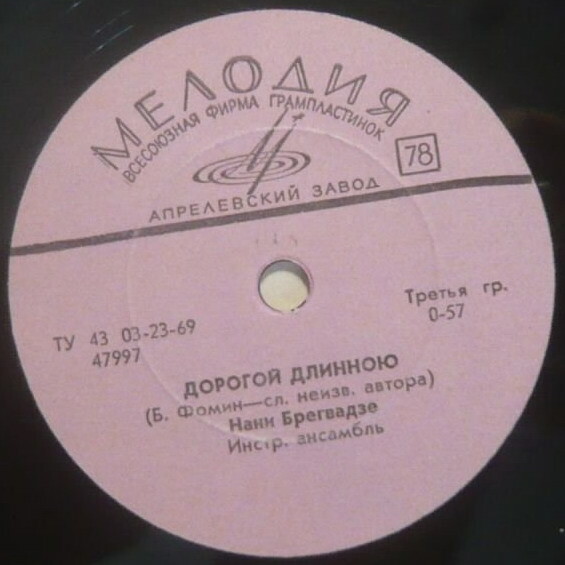 МЕЛОДИЯ
ВСЕСОЮЗНАЯ ФИРМА ГРАМПЛАСТИНОК
78
АПРЕЛЕВСКИЙ ЗАВОД
Третья гр.
0-57
ТУ 43 03-23-69
47997
ДОРОГОЙ ДЛИННОЮ
(Б. Фомин—сл. неизв. автора)
Нани Брегвадзе
Инстр. ансамбль